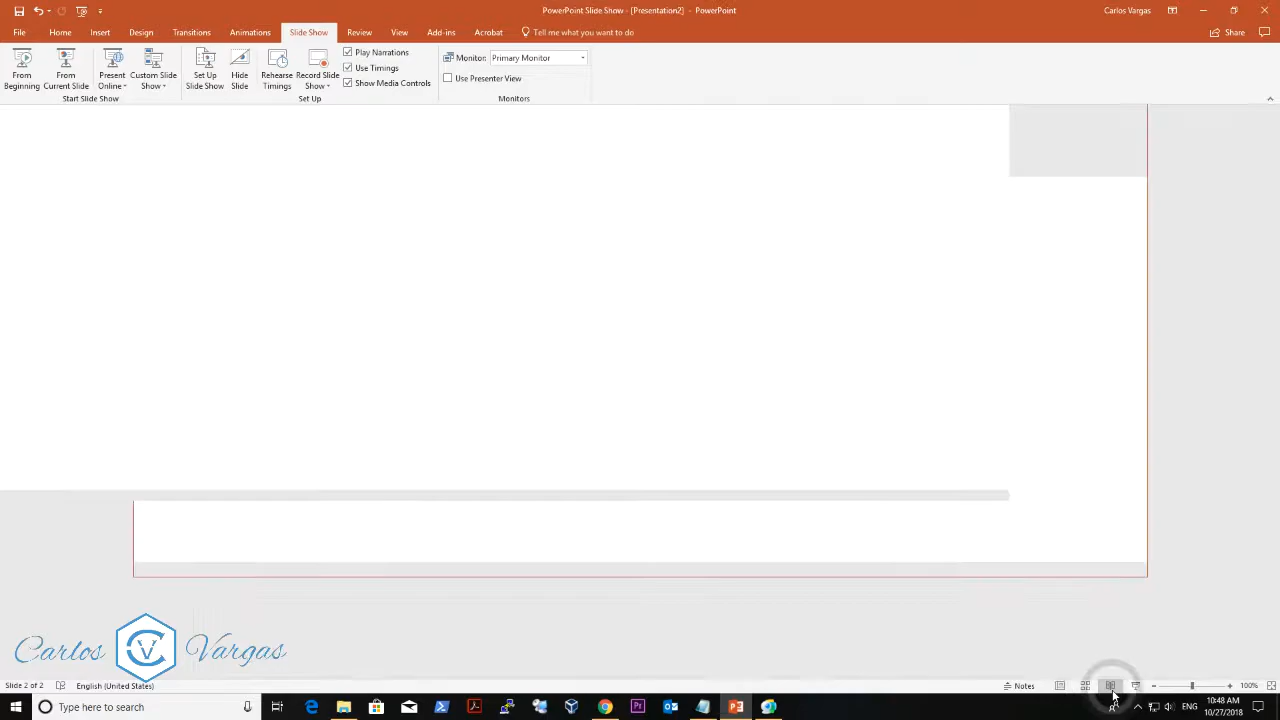 PowerPoint Slide Show - [Presentation2] - PowerPoint
Carlos Vargas
File Home Insert Design Transitions Animations Slide Show Review View Add-ins Acrobat Tell me what you want to do Share
From Beginning
From Current Slide
Present Online
Custom Slide Show
Set Up Slide Show
Hide Slide
Rehearse Timings
Record Slide Show
Play Narrations
Use Timings
Show Media Controls
Monitor: Primary Monitor
Use Presenter View
Start Slide Show
Set Up
Monitors
Carlos CV Vargas
Slide 2 of 2 English (United States) Notes 100%
Type here to search
ENG
10:48 AM
10/27/2018